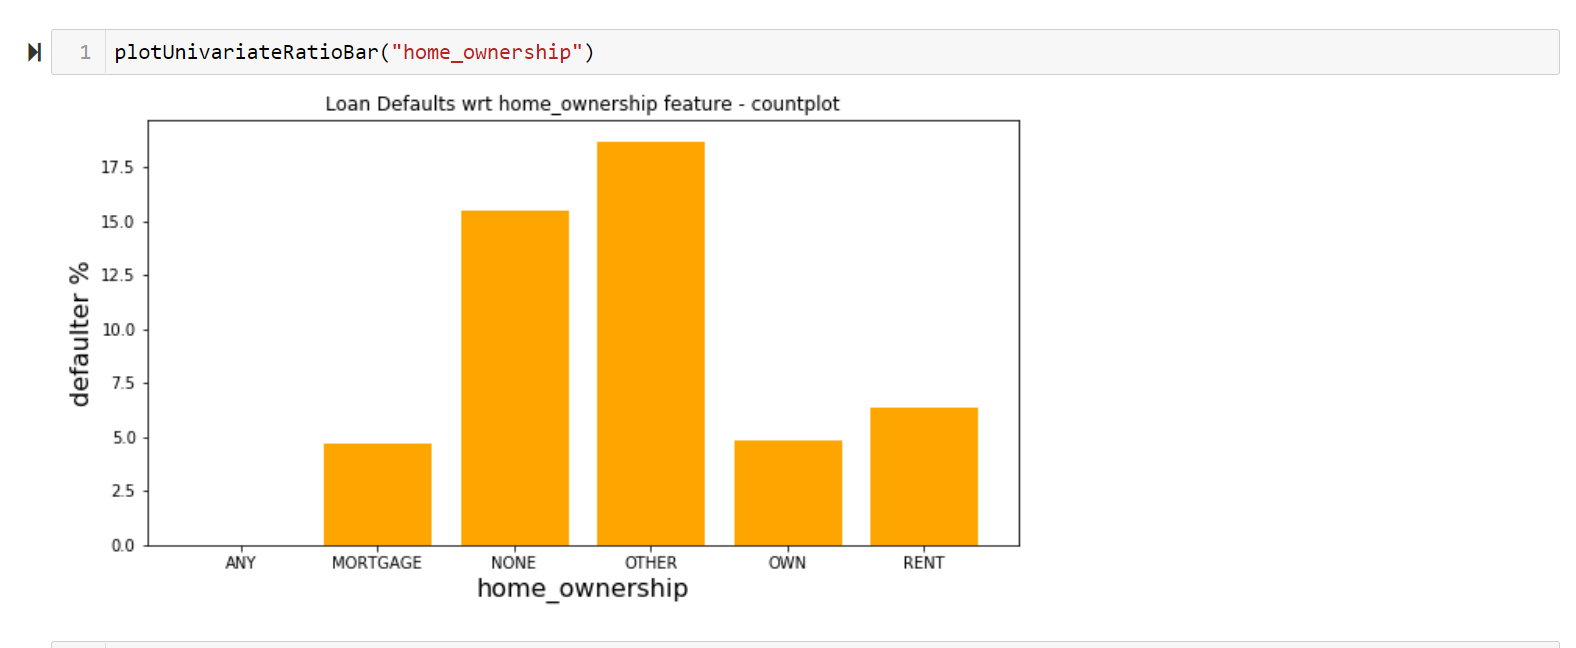 1 plotUnivariateRatioBar("home_ownership")
Loan Defaults wrt home_ownership feature - countplot
defaulter %
17.5
15.0
12.5
10.0
7.5
5.0
2.5
0.0
ANY MORTGAGE NONE OTHER OWN RENT
home_ownership